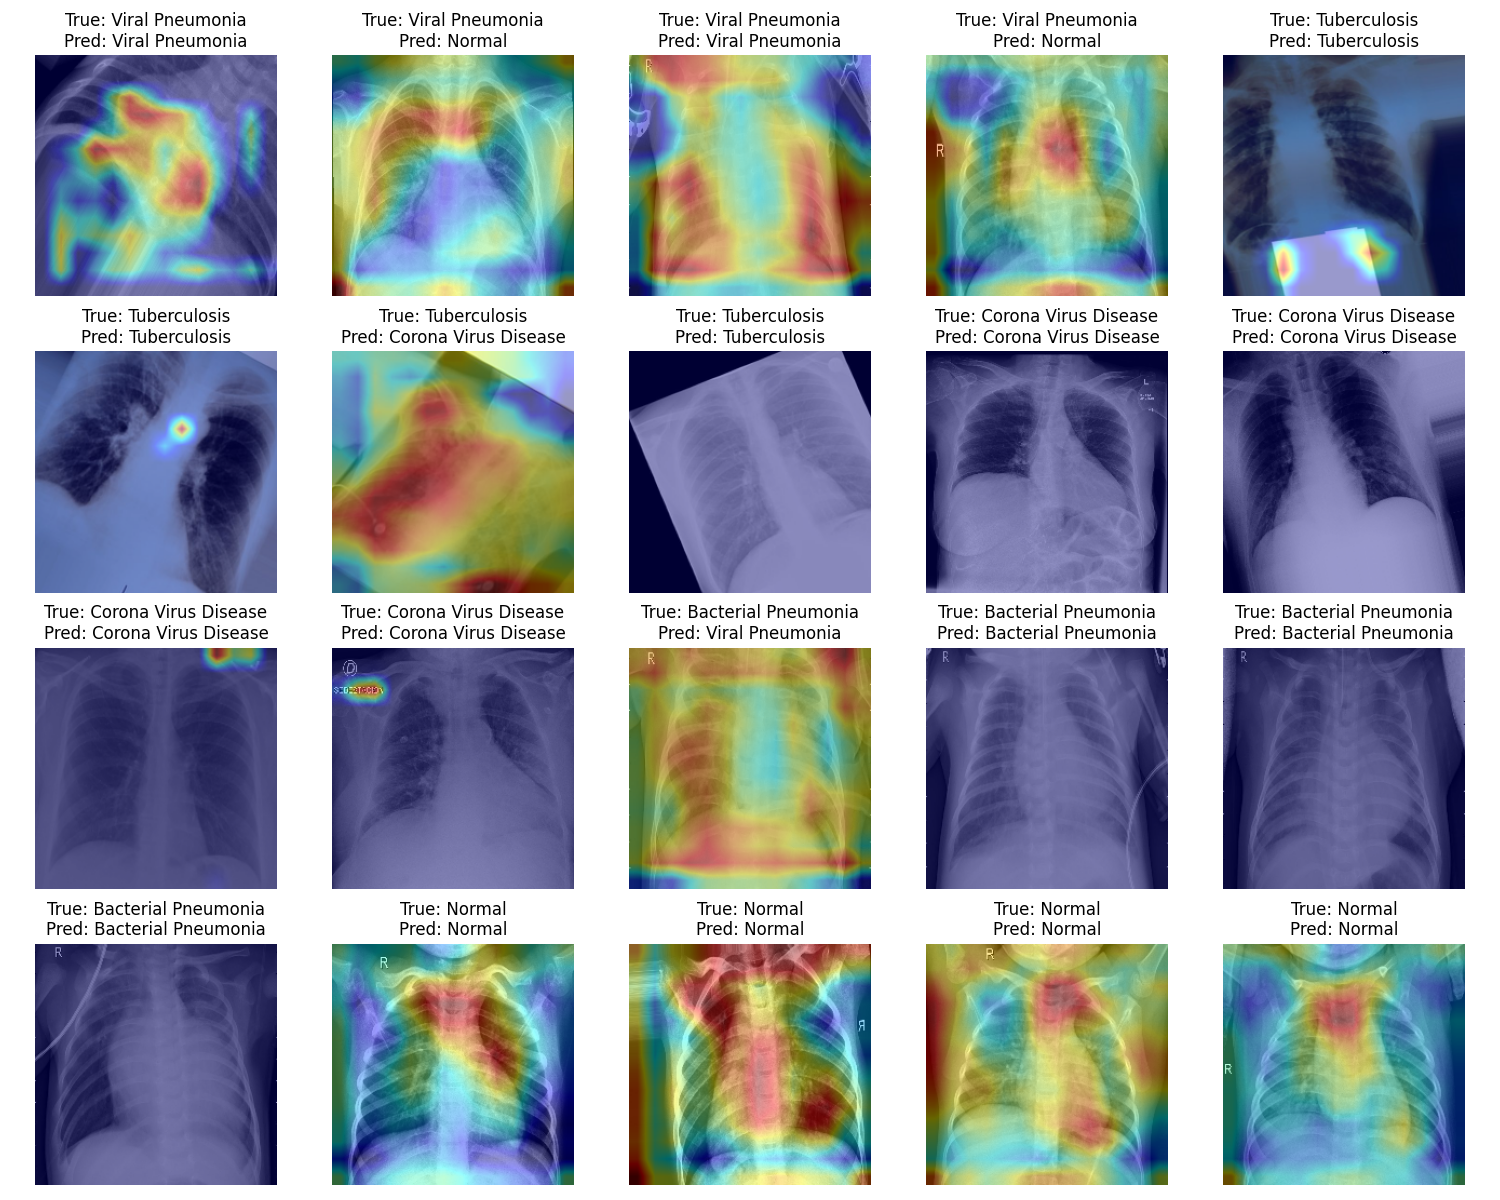 True: Viral Pneumonia
Pred: Viral Pneumonia
True: Viral Pneumonia
Pred: Normal
True: Viral Pneumonia
Pred: Viral Pneumonia
True: Viral Pneumonia
Pred: Normal
True: Tuberculosis
Pred: Tuberculosis
R
R
True: Tuberculosis
Pred: Tuberculosis
True: Tuberculosis
Pred: Corona Virus Disease
True: Tuberculosis
Pred: Tuberculosis
True: Corona Virus Disease
Pred: Corona Virus Disease
True: Corona Virus Disease
Pred: Corona Virus Disease
L
True: Corona Virus Disease
Pred: Corona Virus Disease
True: Corona Virus Disease
Pred: Corona Virus Disease
True: Bacterial Pneumonia
Pred: Viral Pneumonia
True: Bacterial Pneumonia
Pred: Bacterial Pneumonia
True: Bacterial Pneumonia
Pred: Bacterial Pneumonia
D
R
R
R
True: Bacterial Pneumonia
Pred: Bacterial Pneumonia
True: Normal
Pred: Normal
True: Normal
Pred: Normal
True: Normal
Pred: Normal
True: Normal
Pred: Normal
R
R
R
R
R